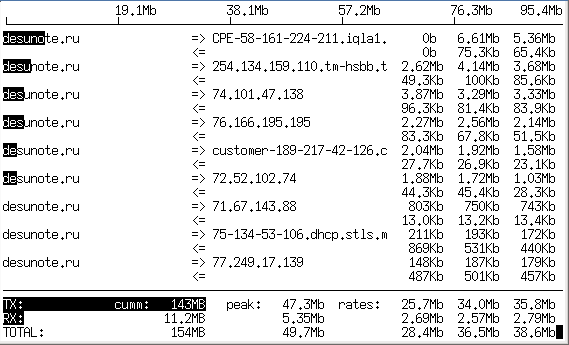 19.1Mb 38.1Mb 57.2Mb 76.3Mb 95.4Mb
desunote.ru => CPE-58-161-224-211.iqla1. 0b 6.61Mb 5.36Mb
<= 0b 75.3Kb 65.4Kb
desunote.ru => 254.134.159.110.tm-hsbb.t 2.62Mb 4.14Mb 3.68Mb
<= 49.3Kb 100Kb 85.6Kb
desunote.ru => 74.101.47.138 3.87Mb 3.29Mb 3.33Mb
<= 96.3Kb 81.4Kb 83.9Kb
desunote.ru => 76.166.195.195 2.27Mb 2.56Mb 2.14Mb
<= 83.3Kb 67.8Kb 51.5Kb
desunote.ru => customer-189-217-42-126.c 2.04Mb 1.92Mb 1.58Mb
<= 27.7Kb 26.9Kb 23.1Kb
desunote.ru => 72.52.102.74 1.88Mb 1.72Mb 1.03Mb
<= 44.3Kb 45.4Kb 28.3Kb
desunote.ru => 71.67.143.88 803Kb 750Kb 743Kb
<= 13.0Kb 13.2Kb 13.4Kb
desunote.ru => 75-134-53-106.dhcp.stls.m 211Kb 193Kb 172Kb
<= 869Kb 531Kb 440Kb
desunote.ru => 77.249.17.139 148Kb 187Kb 179Kb
<= 487Kb 501Kb 457Kb
TX: cumm: 143MB peak: 47.3Mb rates: 25.7Mb 34.0Mb 35.8Mb
RX: 11.2MB 5.35Mb 2.69Mb 2.57Mb 2.79Mb
TOTAL: 154MB 49.7Mb 28.4Mb 36.5Mb 38.6Mb